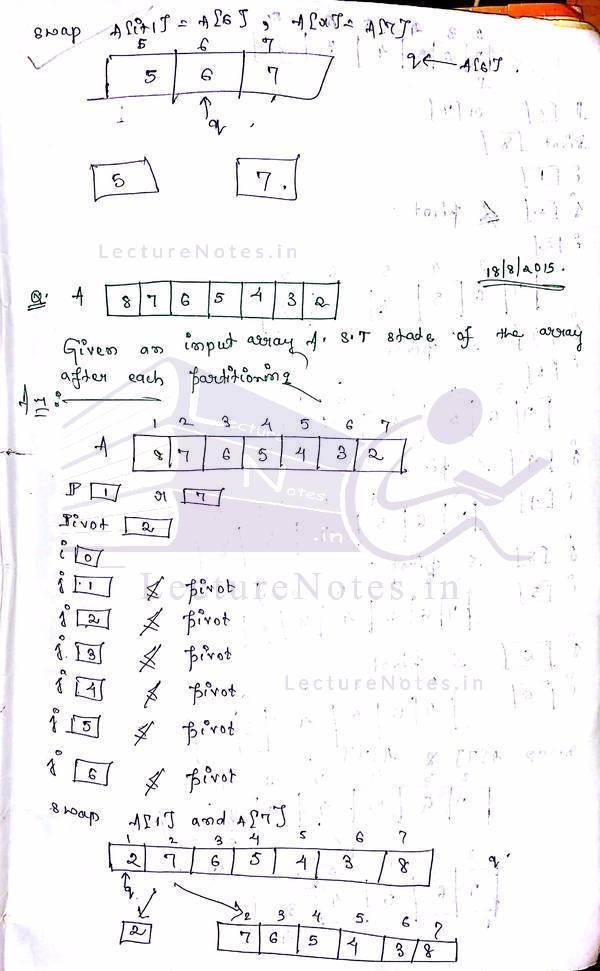 swap A[i+1] = A[6], A[r] = A[7]
5 6 7
5 6 7
q ← A[6].
i
q
5 7.
LectureNotes.in
18/8/2015.
Q. A 8 7 6 5 4 3 2
Given an input array A. S.T state of the array
after each partitioning.
Ans:
1 2 3 4 5 6 7
A 8 7 6 5 4 3 2
P 1 r 7
Pivot 2
i 0
j 1 ≰ pivot
LectureNotes.in
j 2 ≰ pivot
j 3 ≰ pivot
j 4 ≰ pivot
LectureNotes.in
j 5 ≰ pivot
j 6 ≰ pivot
swap A[1] and A[7]
1 2 3 4 5 6 7
2 7 6 5 4 3 8
q
q
2 3 4 5 6 7
2 7 6 5 4 3 8